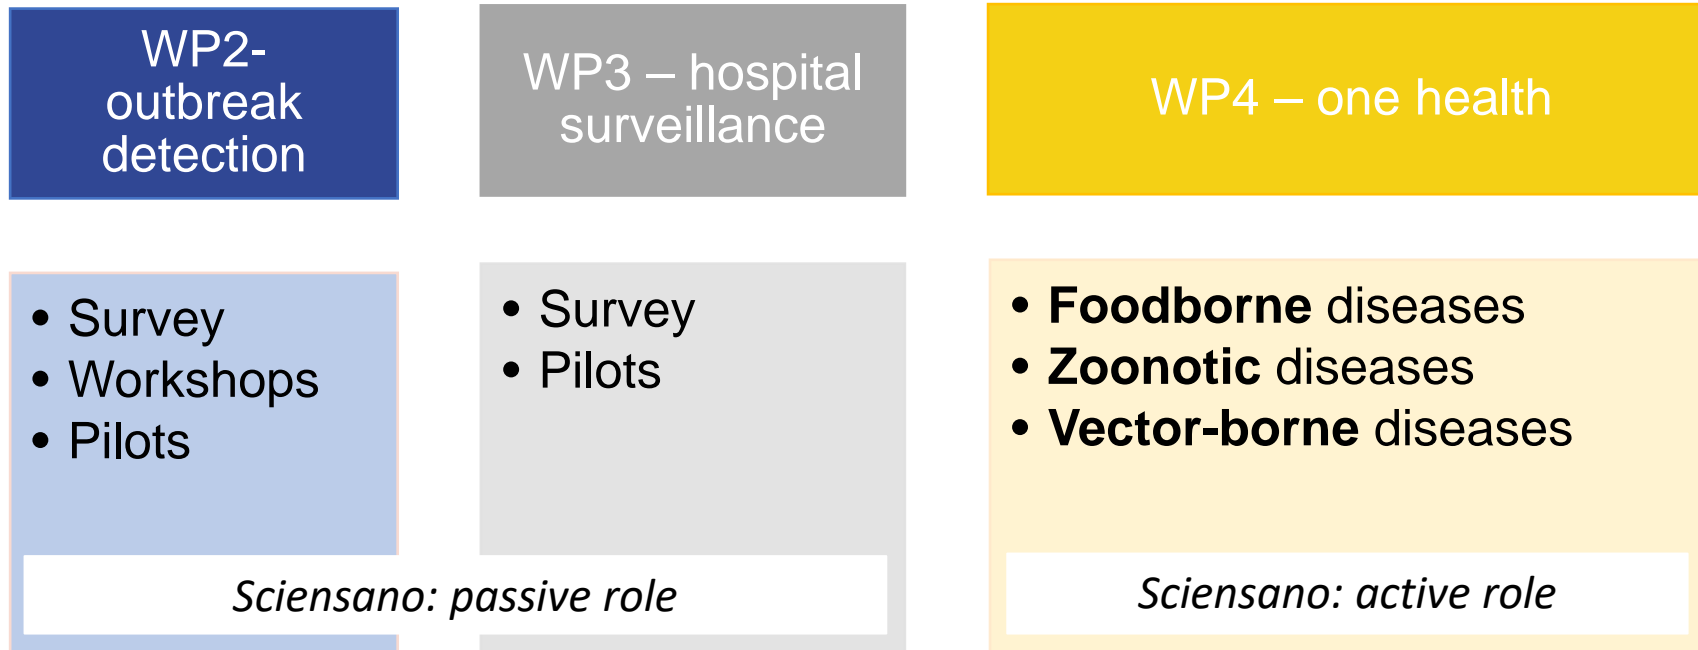 WP2-
outbreak
detection
WP3 – hospital
surveillance
WP4 – one health
• Survey
• Workshops
• Pilots
• Survey
• Pilots
• Foodborne diseases
• Zoonotic diseases
• Vector-borne diseases
Sciensano: passive role
Sciensano: active role